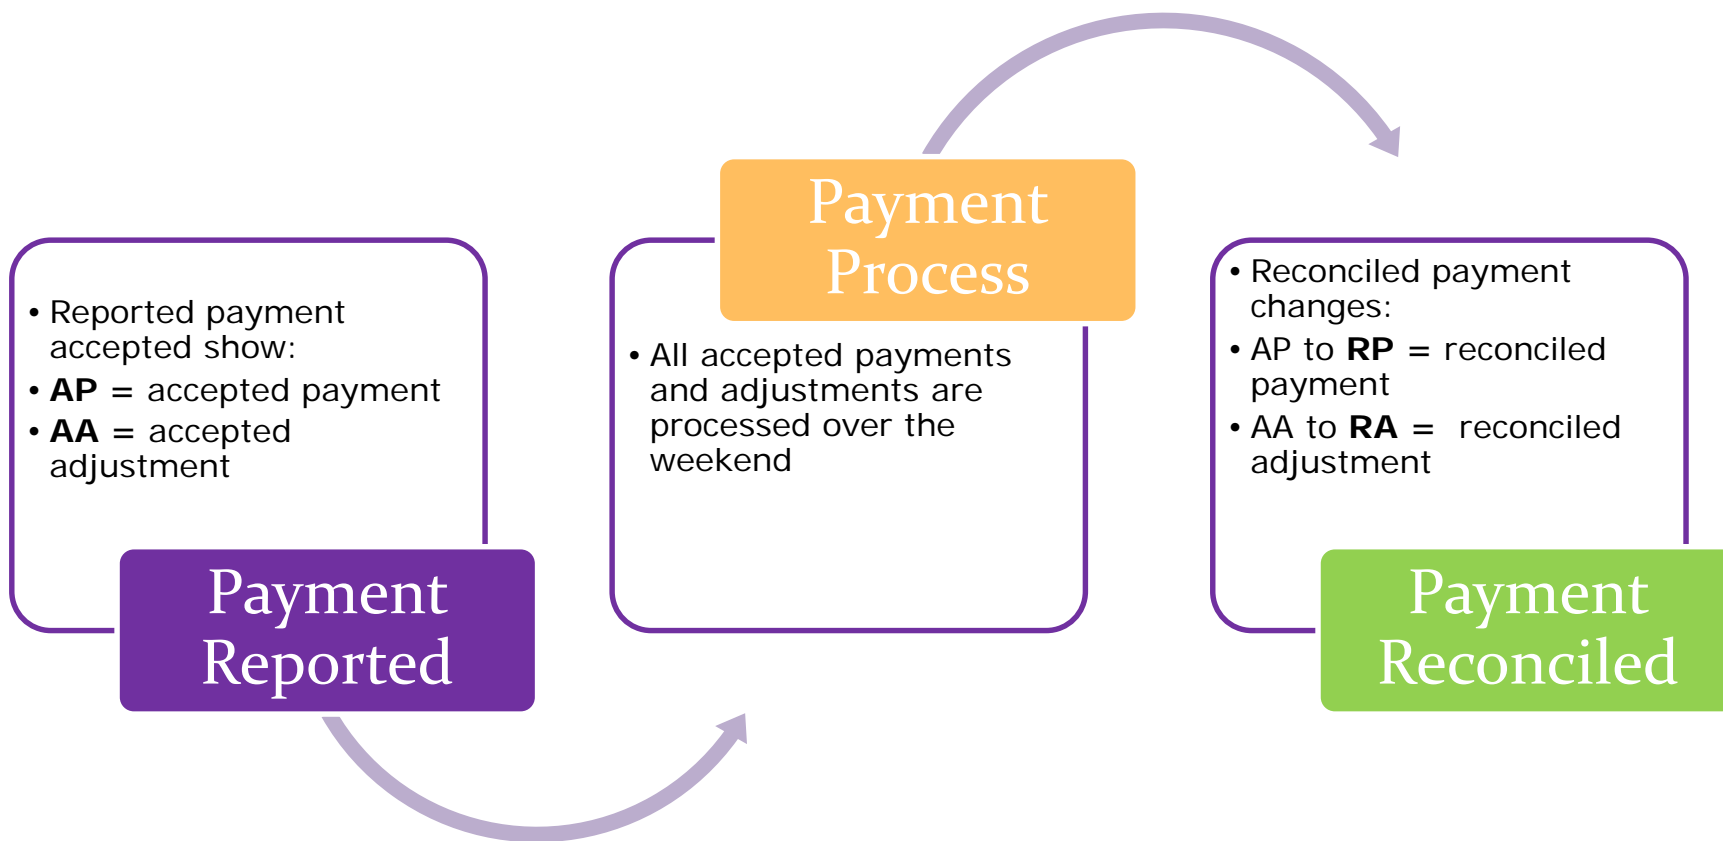 • Reported payment
accepted show:
• AP = accepted payment
• AA = accepted
adjustment
Payment
Reported
Payment
Process
• All accepted payments
and adjustments are
processed over the
weekend
• Reconciled payment
changes:
• AP to RP = reconciled
payment
• AA to RA =  reconciled
adjustment
Payment
Reconciled